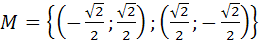 M = {(-√2/2; √2/2); (√2/2; -√2/2)}